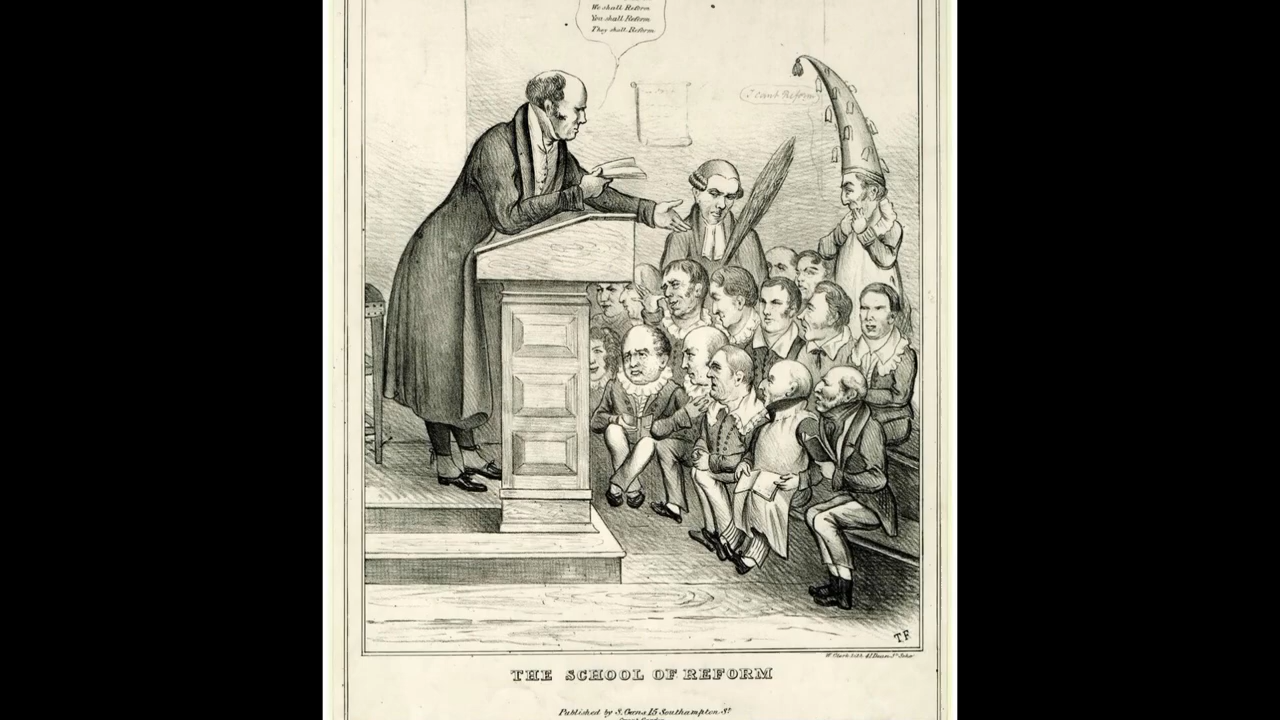 We shall Reform
You shall Reform
They shall Reform
I cant Reform
T F
THE SCHOOL OF REFORM
Published by S. Gans 15 Southampton St